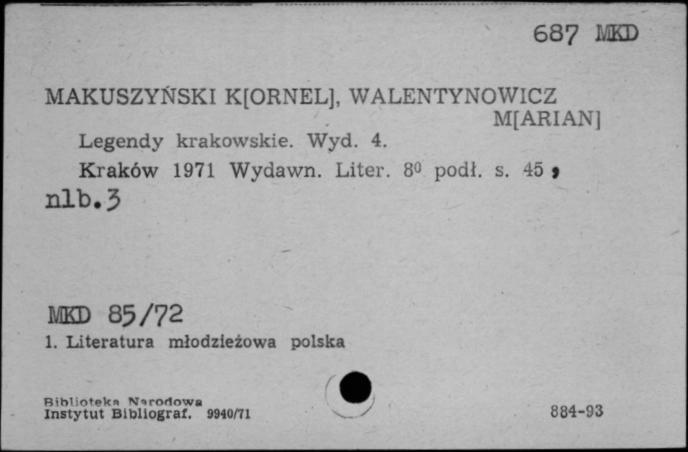 687 MKD
MAKUSZYŃSKI K[ORNEL], WALENTYNOWICZ
M[ARIAN]
Legendy krakowskie. Wyd. 4.
Kraków 1971 Wydawn. Liter. 8⁰ podł. s. 45,
nlb.3
MKD 85/72
1. Literatura młodzieżowa polska
Biblioteka Narodowa
Instytut Bibliograf. 9940/71
884-93